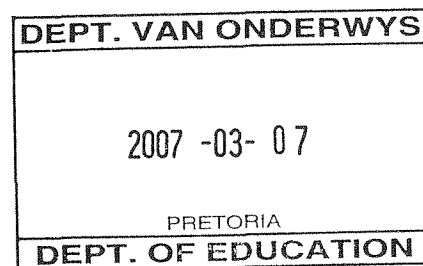 DEPT. VAN ONDERWYS
2007 -03- 07
PRETORIA
DEPT. OF EDUCATION